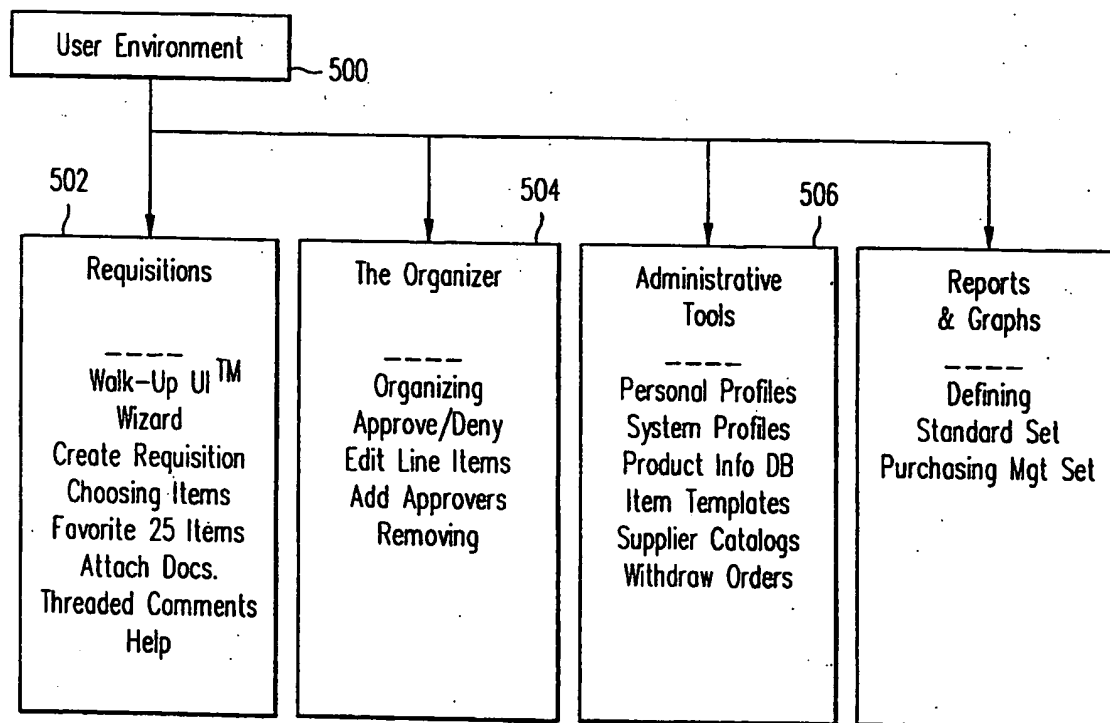 User Environment
500
502
504
506
Requisitions
Walk-Up UI™
Wizard
Create Requisition
Choosing Items
Favorite 25 Items
Attach Docs.
Threaded Comments
Help
The Organizer
Organizing
Approve/Deny
Edit Line Items
Add Approvers
Removing
Administrative
Tools
Personal Profiles
System Profiles
Product Info DB
Item Templates
Supplier Catalogs
Withdraw Orders
Reports
& Graphs
Defining
Standard Set
Purchasing Mgt Set